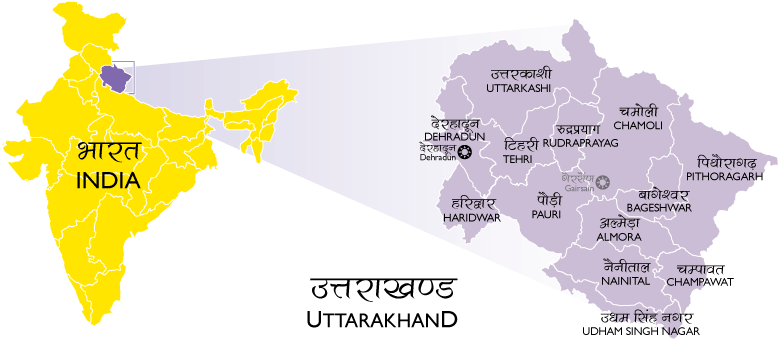 भारत
INDIA
उत्तराखण्ड
UTTARAKHAND
उत्तरकाशी
UTTARKASHI
चमोली
CHAMOLI
देहरादून
DEHRADUN
देहरादून
Dehradun
टिहरी
TEHRI
रुद्रप्रयाग
RUDRAPRAYAG
पिथौरागढ़
PITHORAGARH
गैरसैंण
Gairsain
हरिद्वार
HARIDWAR
पौड़ी
PAURI
बागेश्वर
BAGESHWAR
अल्मोड़ा
ALMORA
नैनीताल
NAINITAL
चम्पावत
CHAMPAWAT
उधम सिंह नगर
UDHAM SINGH NAGAR